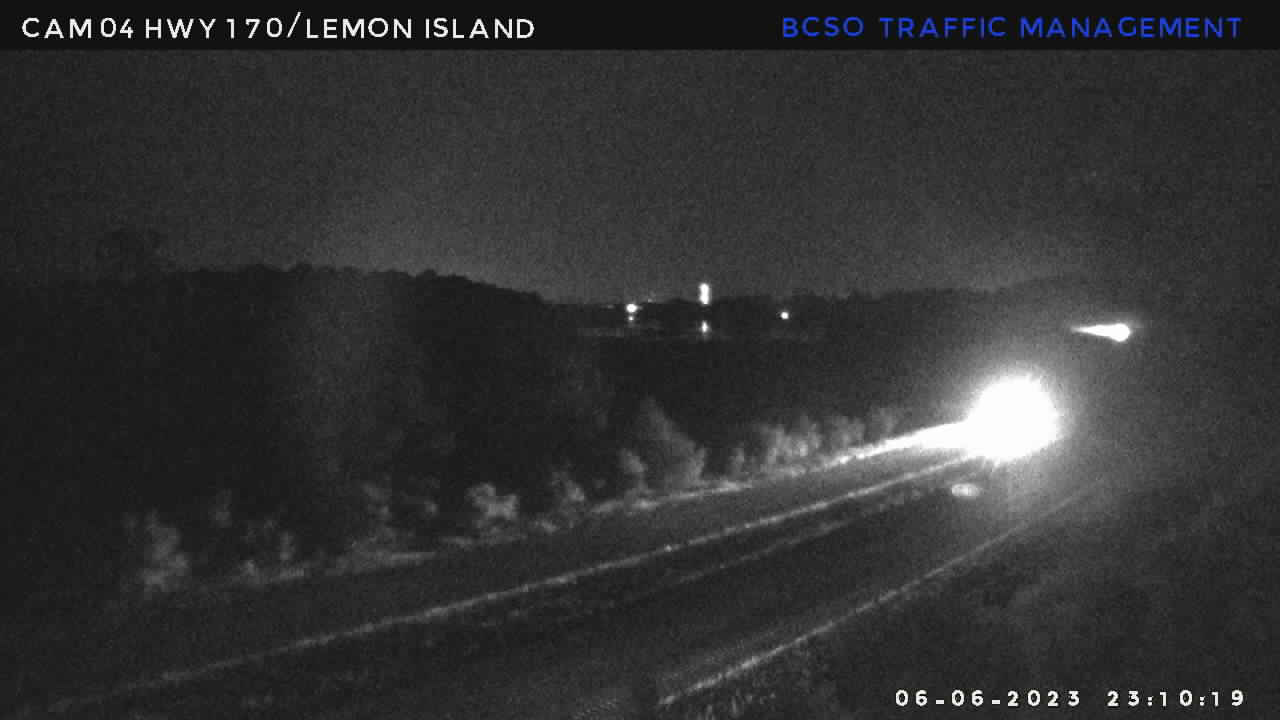 CAM04 HWY 170/LEMON ISLAND
BCSO TRAFFIC MANAGEMENT
06-06-2023 23:10:19